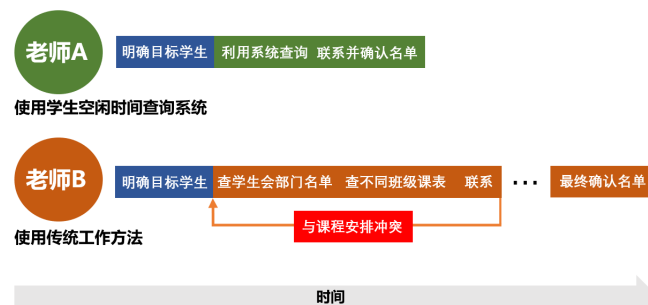 老师A
明确目标学生 利用系统查询 联系并确认名单
使用学生空闲时间查询系统
老师B
明确目标学生 查学生会部门名单 查不同班级课表 联系 ··· 最终确认名单
与课程安排冲突
使用传统工作方法
时间